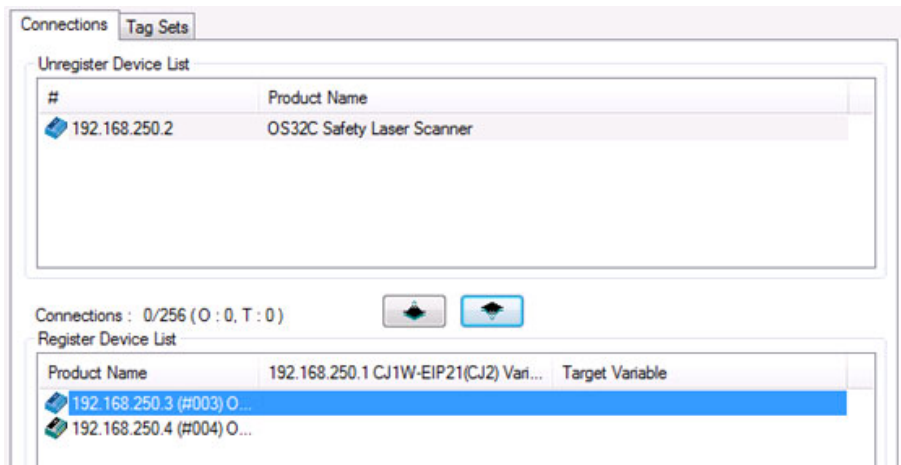 Connections Tag Sets
Unregister Device List
# Product Name
192.168.250.2 OS32C Safety Laser Scanner
Connections : 0/256 ( O : 0, T : 0 )
Register Device List
Product Name 192.168.250.1 CJ1W-EIP21(CJ2) Vari... Target Variable
192.168.250.3 (#003) O...
192.168.250.4 (#004) O...